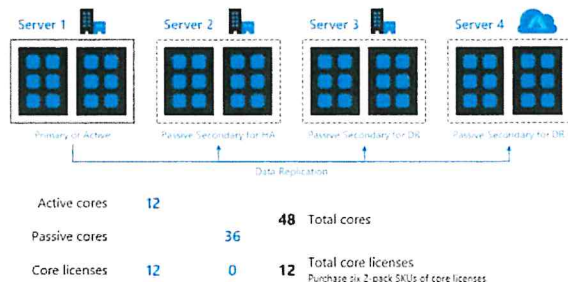 Server 1
Server 2
Server 3
Server 4
Primary or Active
Passive Secondary for HA
Passive Secondary for DR
Passive Secondary for DR
Data Replication
Active cores 12
48 Total cores
Passive cores 36
Core licenses 12 0 12 Total core licenses
Purchase six 2-pack SKUs of core licenses